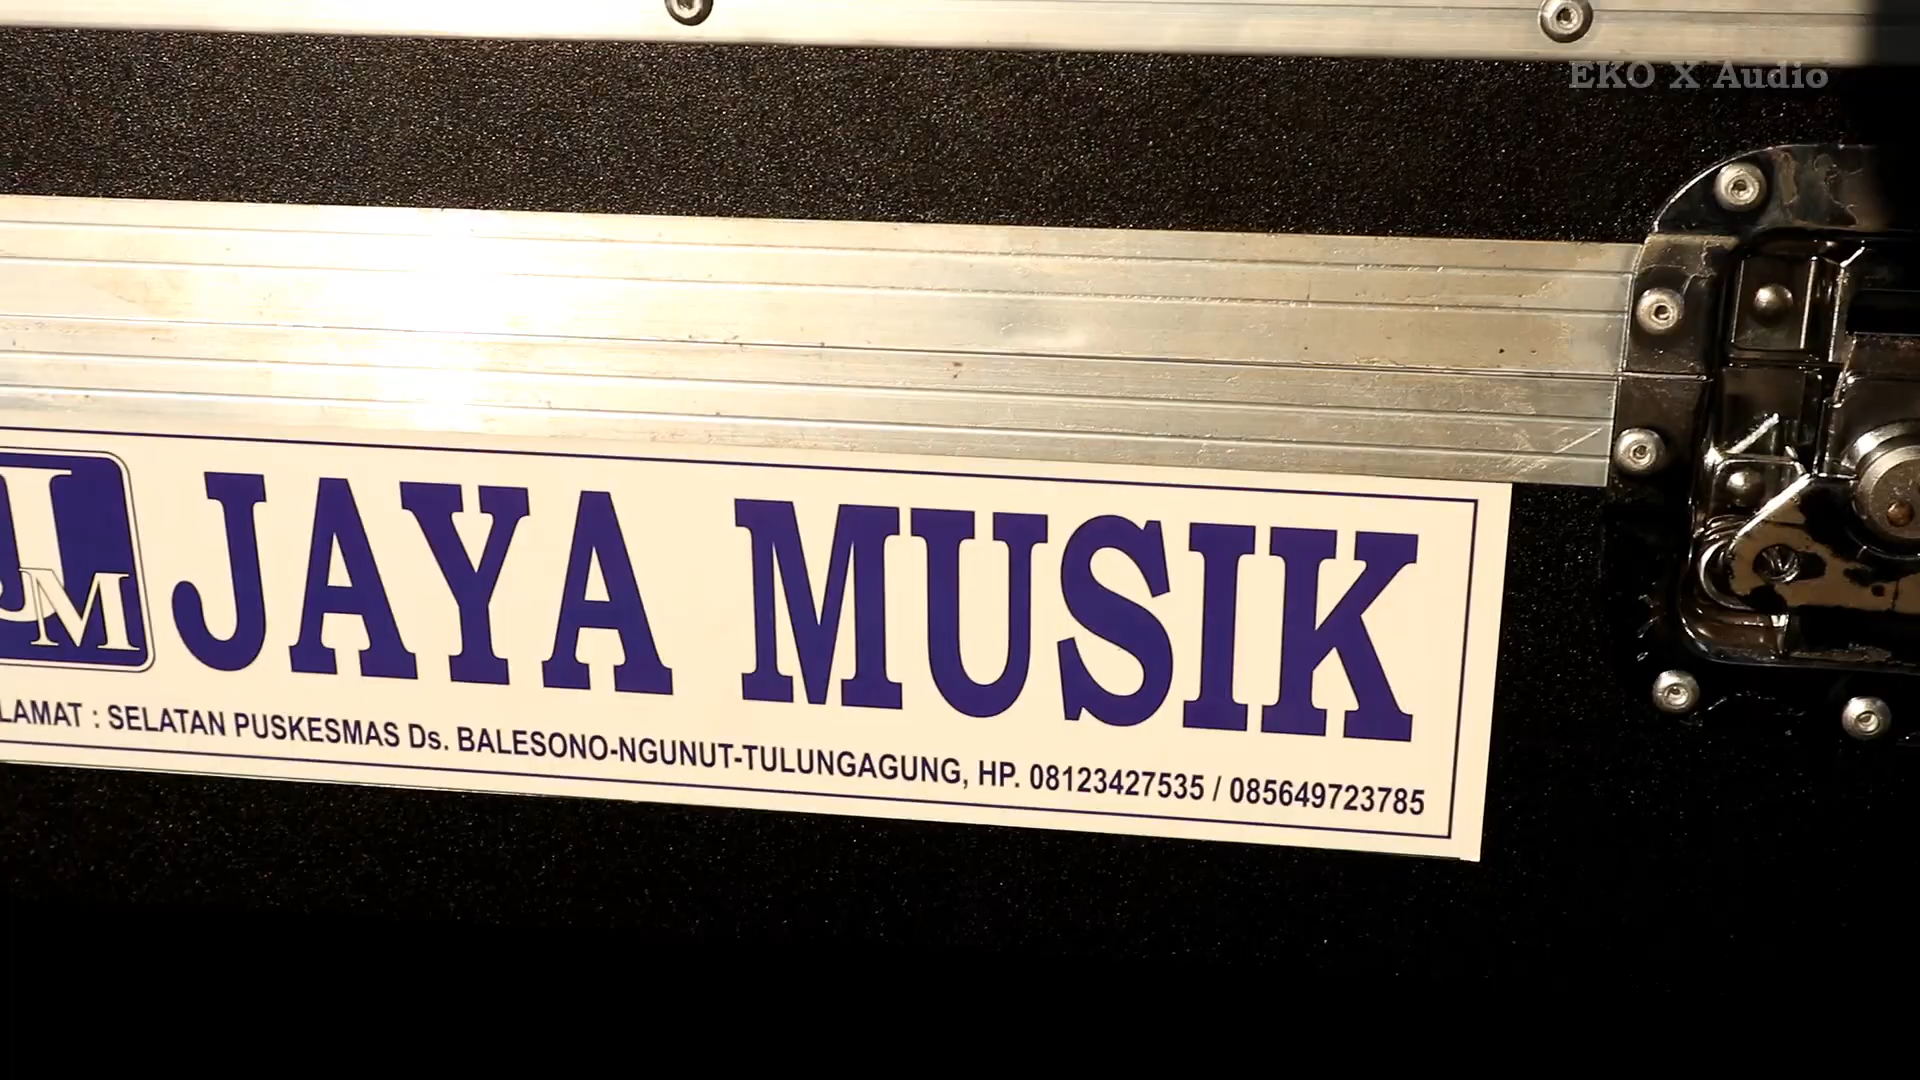 EKO X Audio
JM JAYA MUSIK
LAMAT : SELATAN PUSKESMAS Ds. BALESONO-NGUNUT-TULUNGAGUNG, HP. 08123427535 / 085649723785